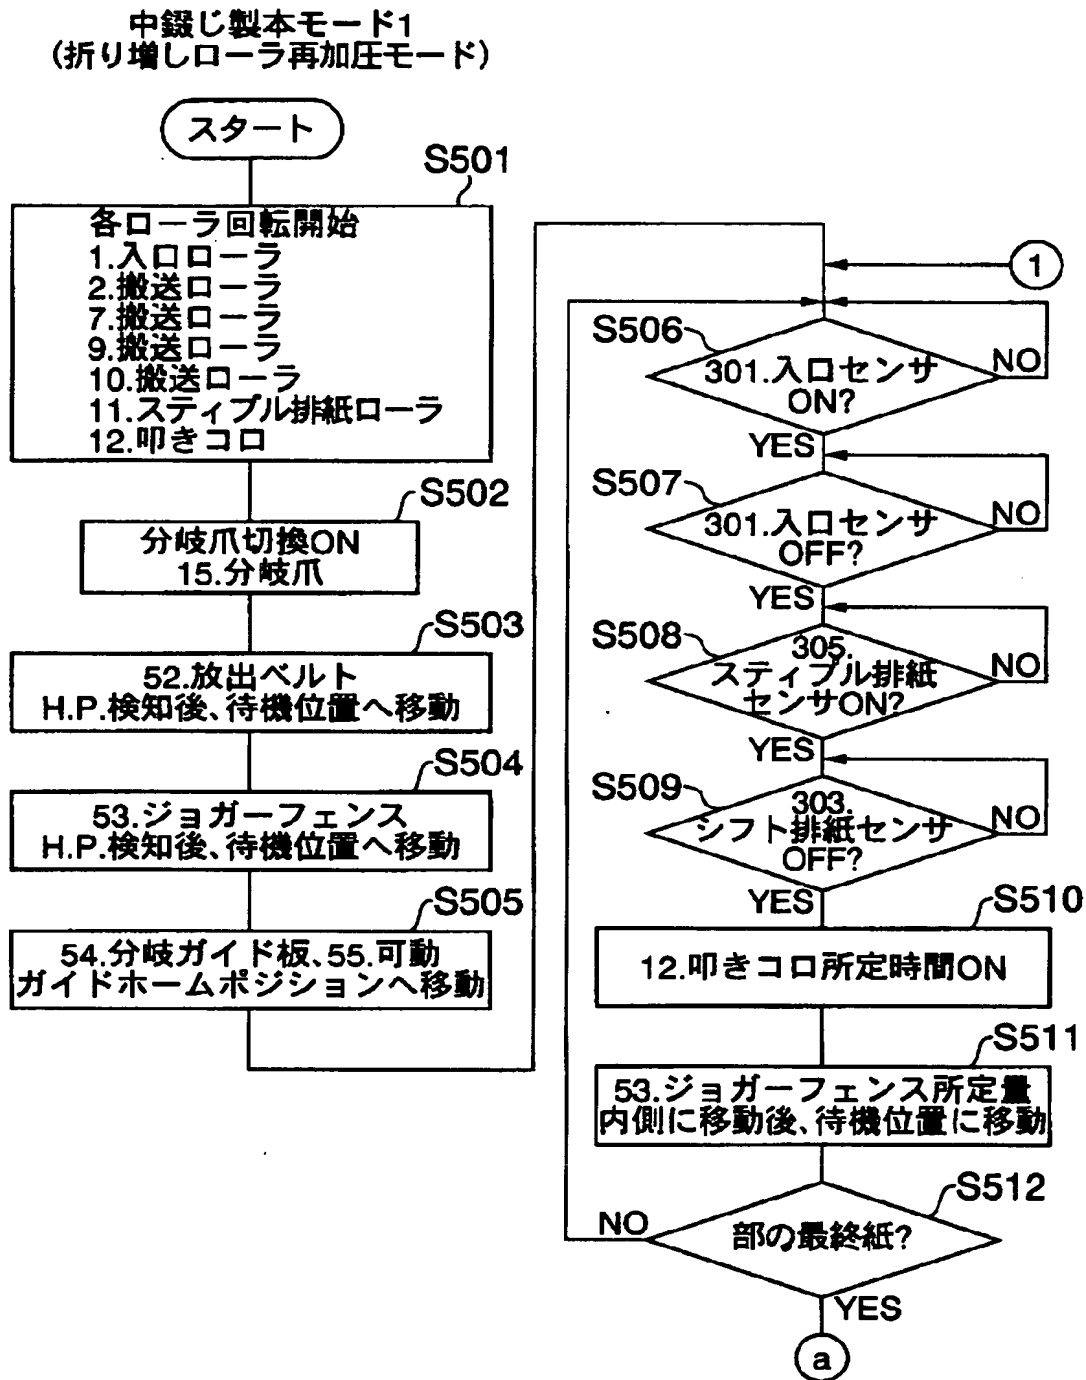 中綴じ製本モード1
(折り増しローラ再加圧モード)
スタート
S501
各ローラ回転開始
1.入口ローラ
2.搬送ローラ
7.搬送ローラ
9.搬送ローラ
10.搬送ローラ
11.スティプル排紙ローラ
12.叩きコロ
S502
分岐爪切換ON
15.分岐爪
S503
52.放出ベルト
H.P.検知後、待機位置へ移動
S504
53.ジョガーフェンス
H.P.検知後、待機位置へ移動
S505
54.分岐ガイド板、55.可動
ガイドホームポジションへ移動
1
S506
301.入口センサ
ON?
NO
YES
S507
301.入口センサ
OFF?
NO
YES
S508
305.
スティプル排紙
センサON?
NO
YES
S509
303.
シフト排紙センサ
OFF?
NO
YES
S510
12.叩きコロ所定時間ON
S511
53.ジョガーフェンス所定量
内側に移動後、待機位置に移動
S512
部の最終紙?
NO
YES
a